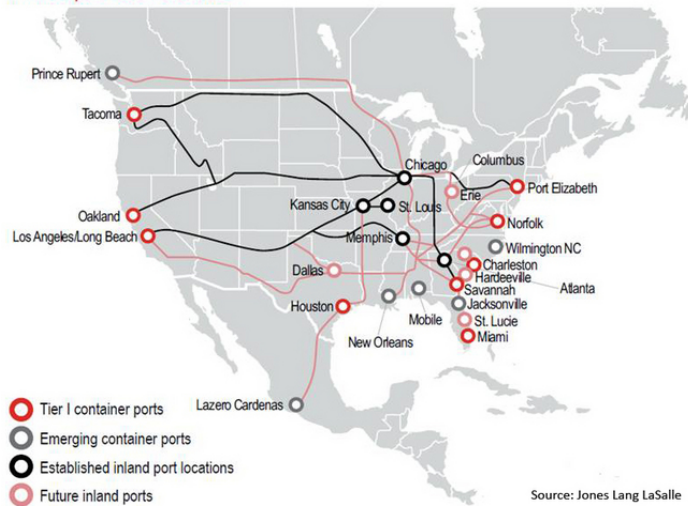 Columbus
Prince Rupert
Tacoma
Chicago
Erie
Port Elizabeth
Kansas City
St. Louis
Oakland
Norfolk
Los Angeles/Long Beach
Memphis
Wilmington NC
Dallas
Charleston
Hardeeville
Atlanta
Savannah
Houston
Jacksonville
Mobile
St. Lucie
New Orleans
Miami
Lazero Cardenas
Tier I container ports
Emerging container ports
Established inland port locations
Future inland ports
Source: Jones Lang LaSalle